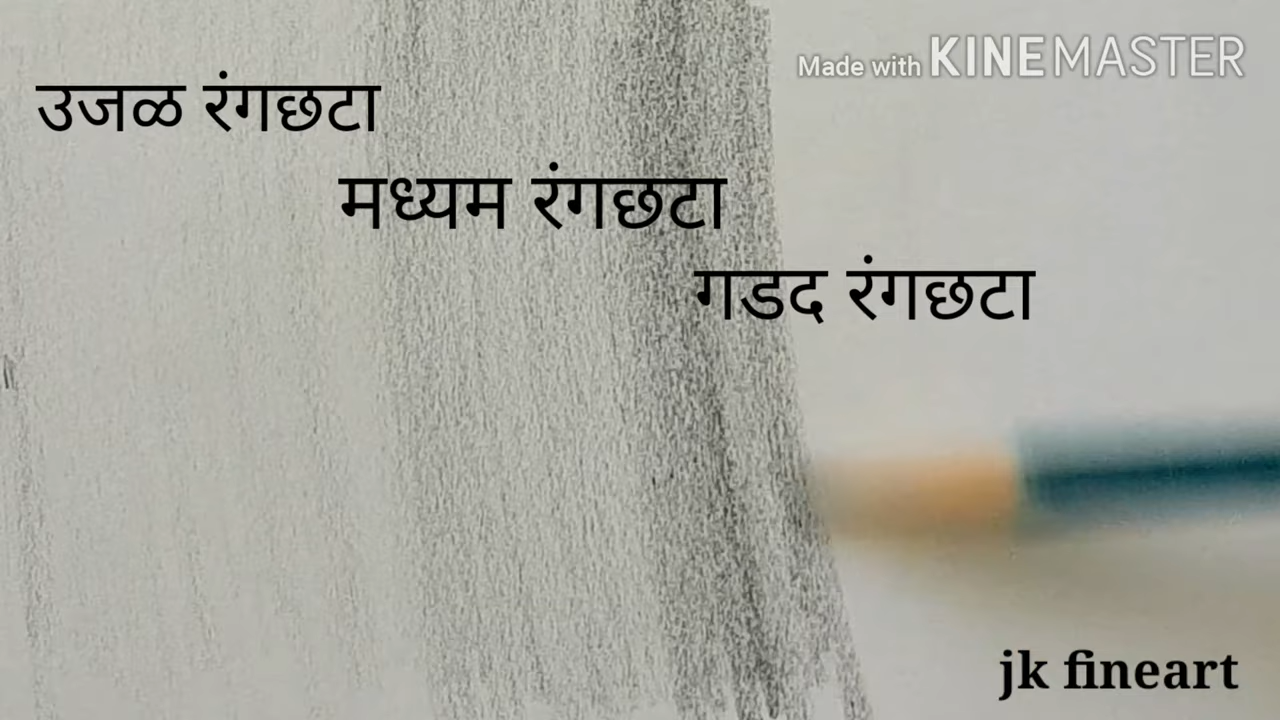 Made with KINEMASTER
उजळ रंगछटा
मध्यम रंगछटा
गडद रंगछटा
jk fineart